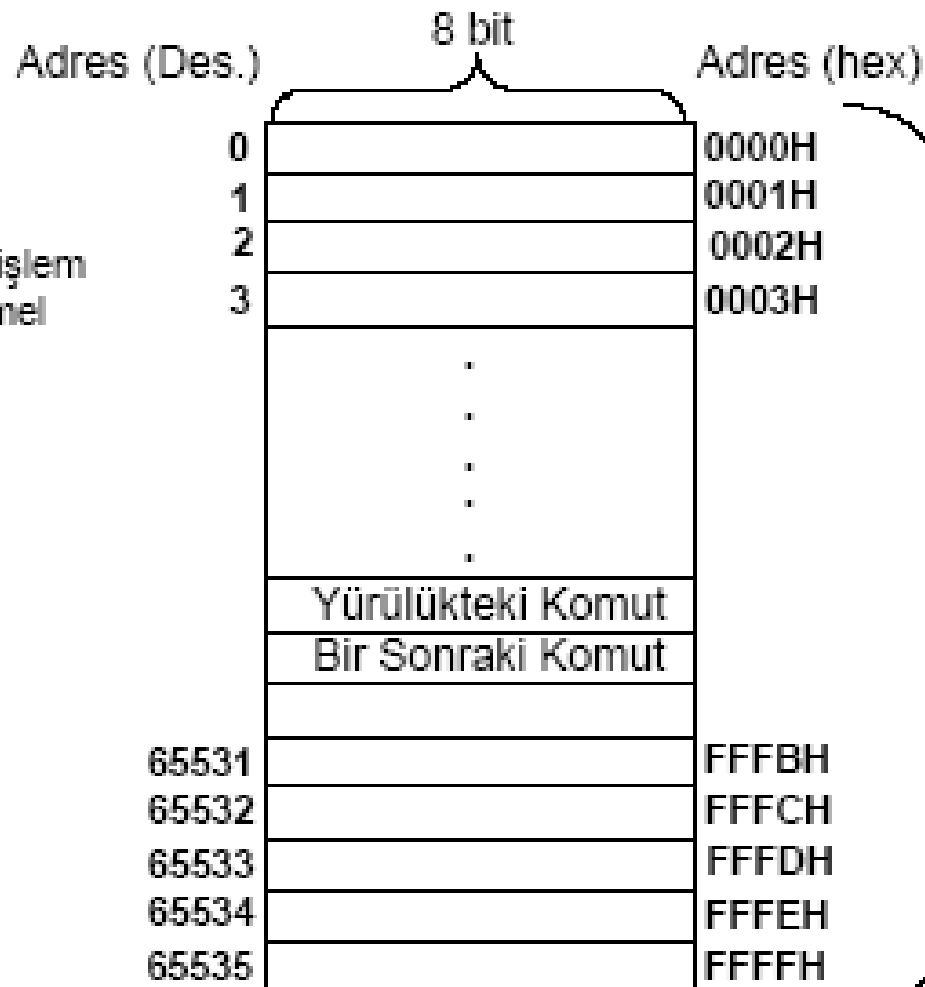 8 bit
Adres (Des.) Adres (hex)
0 0000H
1 0001H
2 0002H
işlem
3 0003H
Yürülükteki Komut
Bir Sonraki Komut
65531 FFFBH
65532 FFFCH
65533 FFFDH
65534 FFFEH
65535 FFFFH